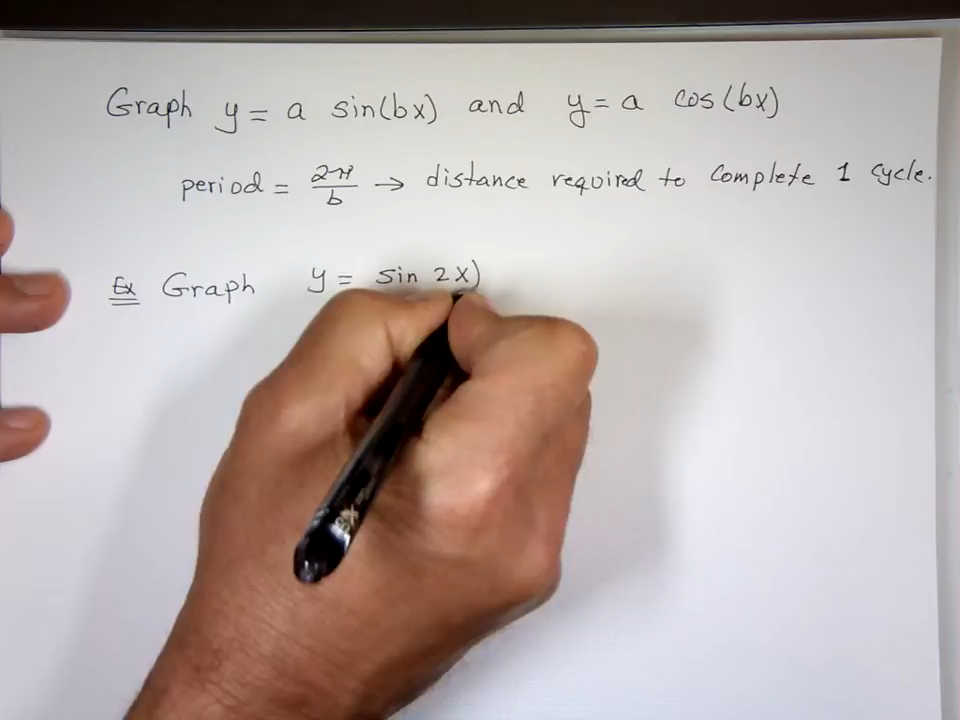 Graph y = a sin(bx) and y = a cos(bx)
period = 2π/b → distance required to complete 1 cycle.
Ex Graph y = sin 2x)